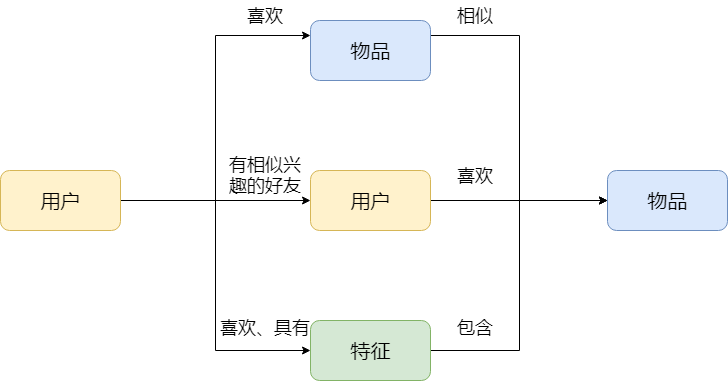 喜欢
相似
物品
有相似兴
趣的好友
喜欢
用户
用户
物品
喜欢、具有
包含
特征